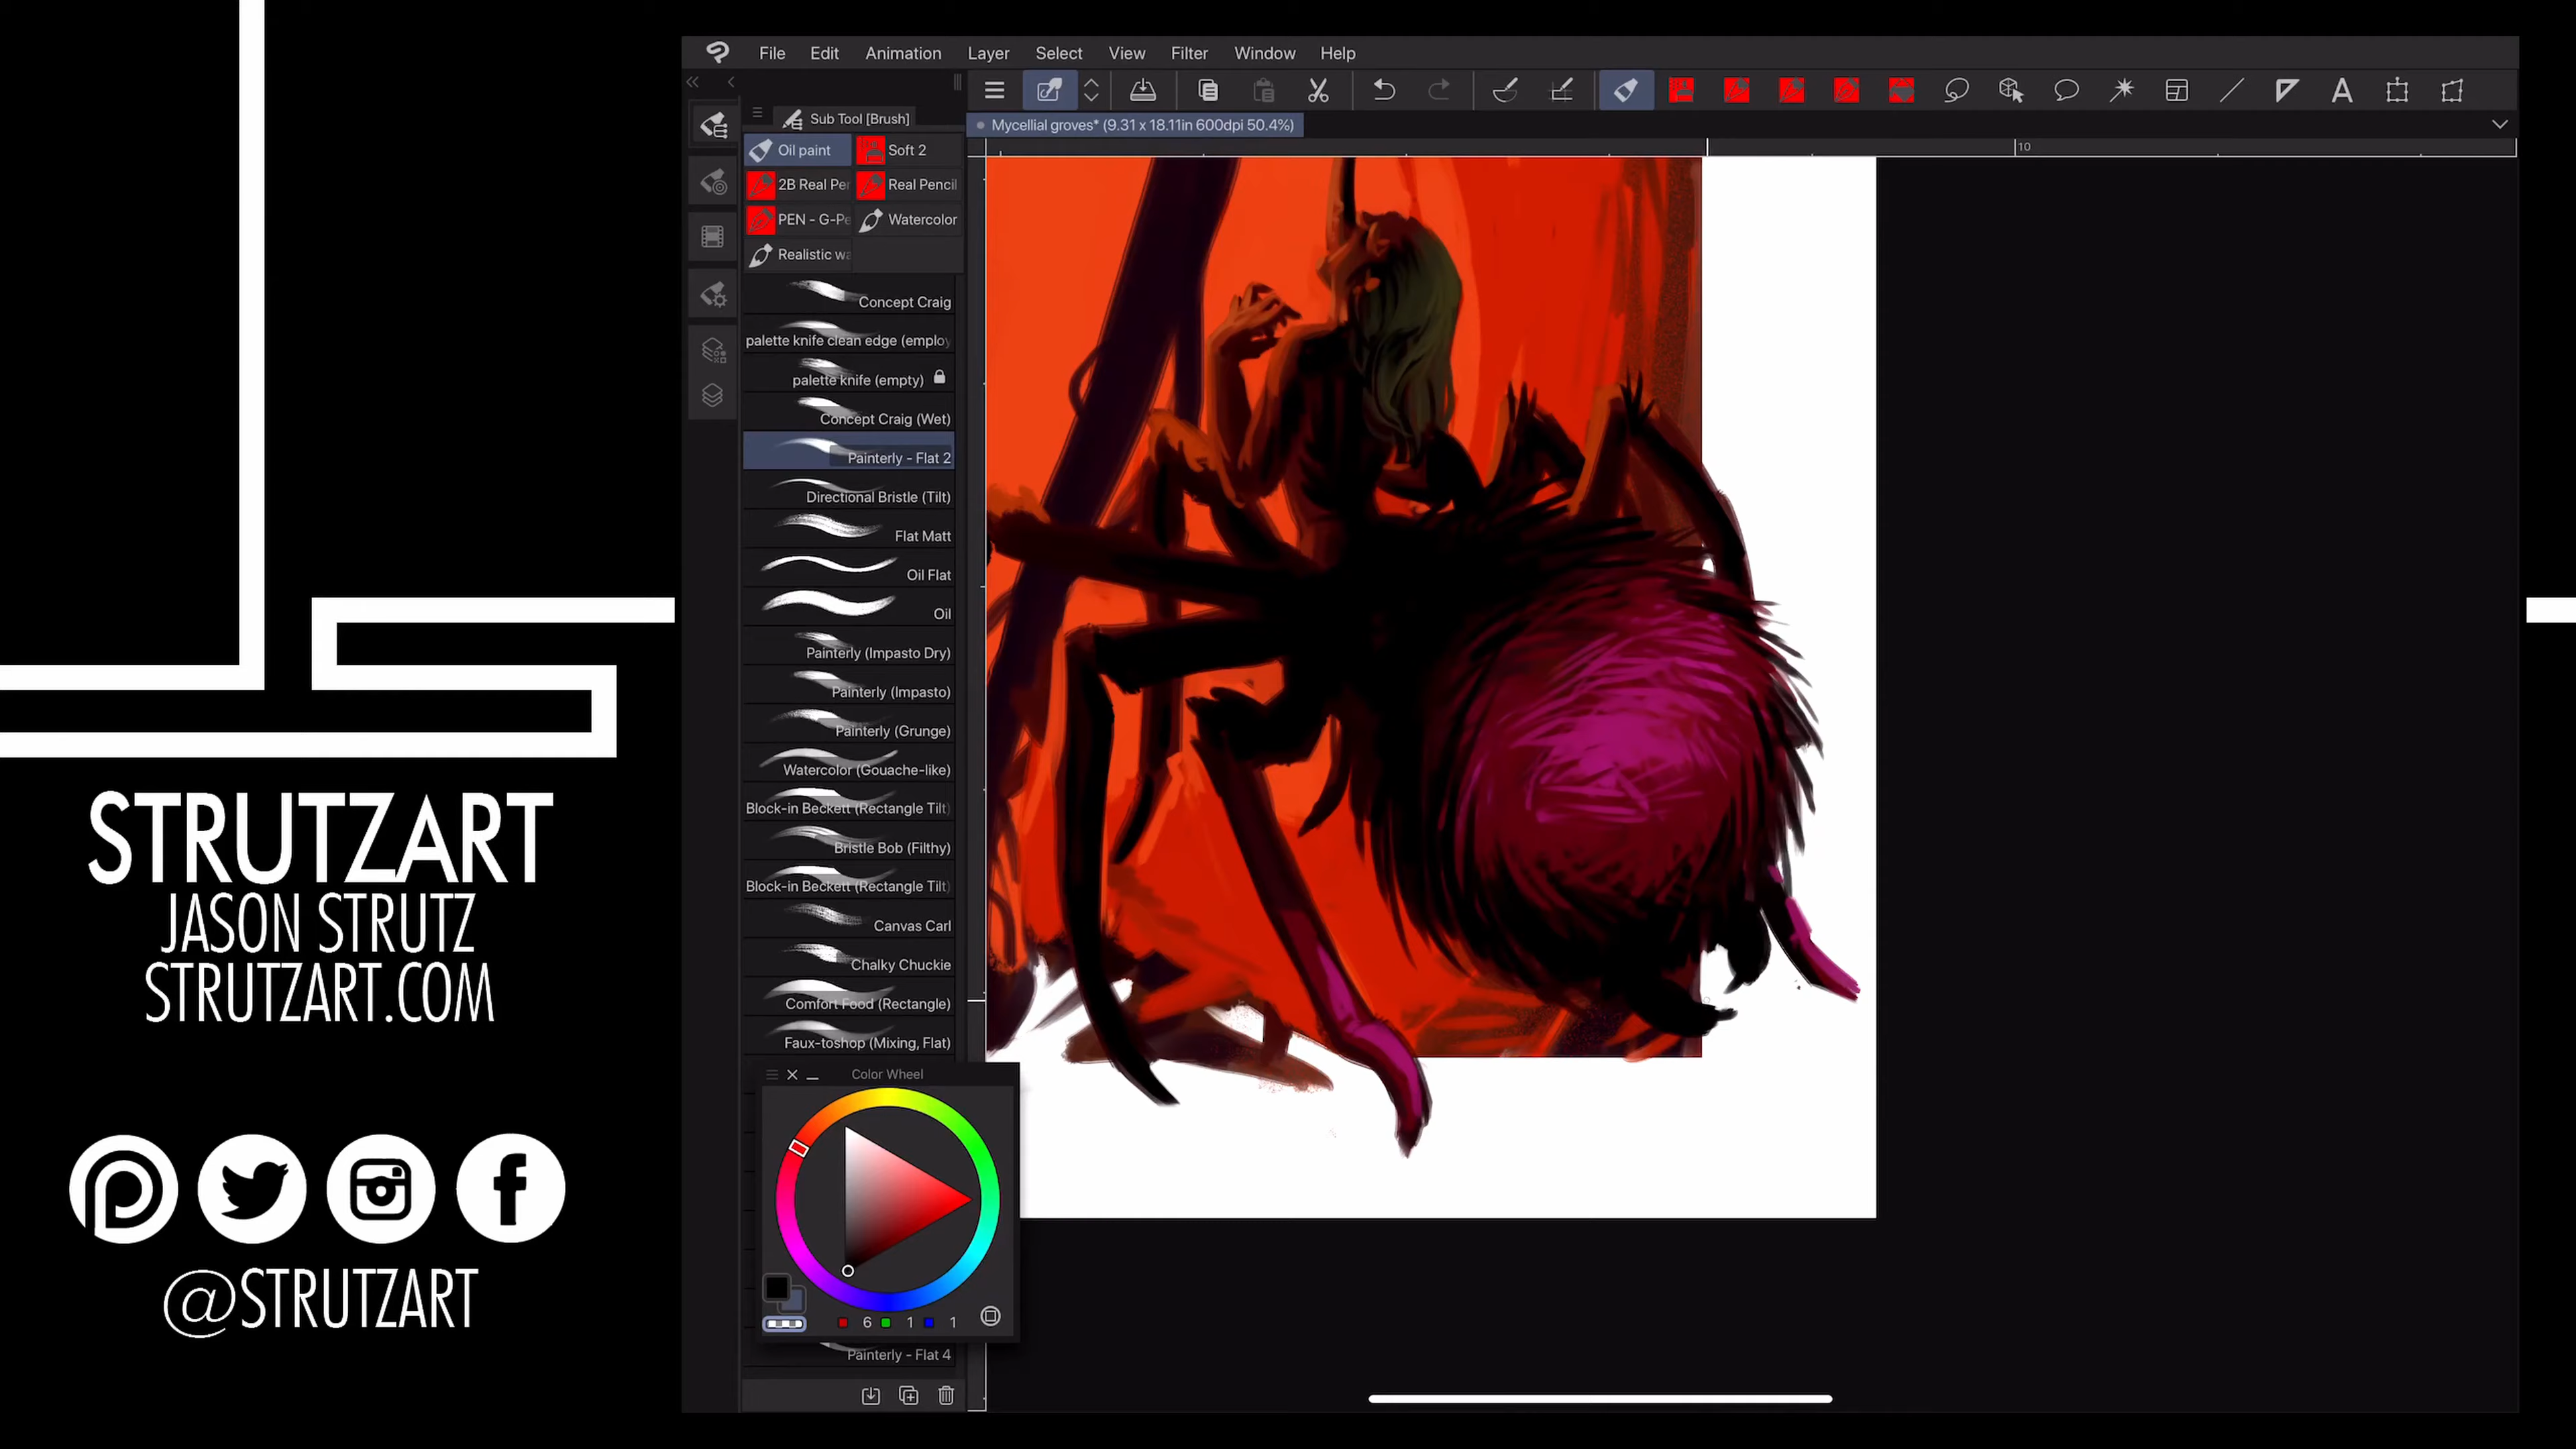 File Edit Animation Layer Select View Filter Window Help
Sub Tool [Brush]
Mycellial groves* (9.31 x 18.11in 600dpi 50.4%)
10
Oil paint
Soft 2
2B Real Per
Real Pencil
PEN - G-Pe
Watercolor
Realistic wa
Concept Craig
palette knife clean edge (employ
palette knife (empty)
Concept Craig (Wet)
Painterly - Flat 2
Directional Bristle (Tilt)
Flat Matt
Oil Flat
Oil
Painterly (Impasto Dry)
Painterly (Impasto)
Painterly (Grunge)
Watercolor (Gouache-like)
Block-in Beckett (Rectangle Tilt)
Bristle Bob (Filthy)
Block-in Beckett (Rectangle Tilt)
Canvas Carl
Chalky Chuckie
Comfort Food (Rectangle)
Faux-toshop (Mixing, Flat)
Color Wheel
6 1 1
Painterly - Flat 4
STRUTZART
JASON STRUTZ
STRUTZART.COM
@STRUTZART